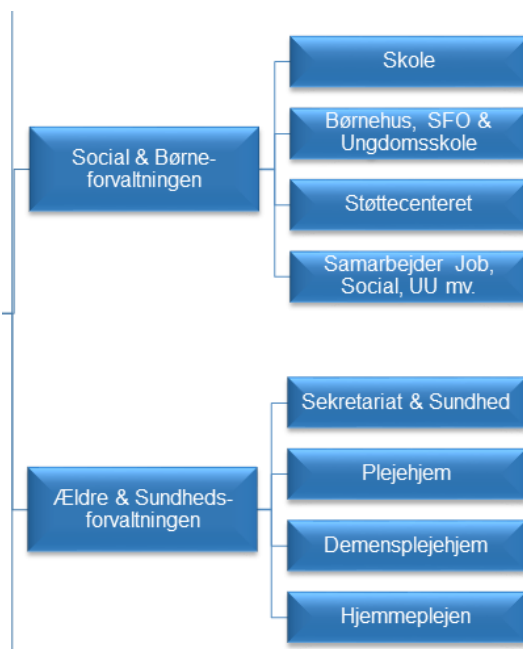 Social & Børne-
forvaltningen
Skole
Børnehus, SFO &
Ungdomsskole
Støttecenteret
Samarbejder Job,
Social, UU mv.
Ældre & Sundheds-
forvaltningen
Sekretariat & Sundhed
Plejehjem
Demensplejehjem
Hjemmeplejen